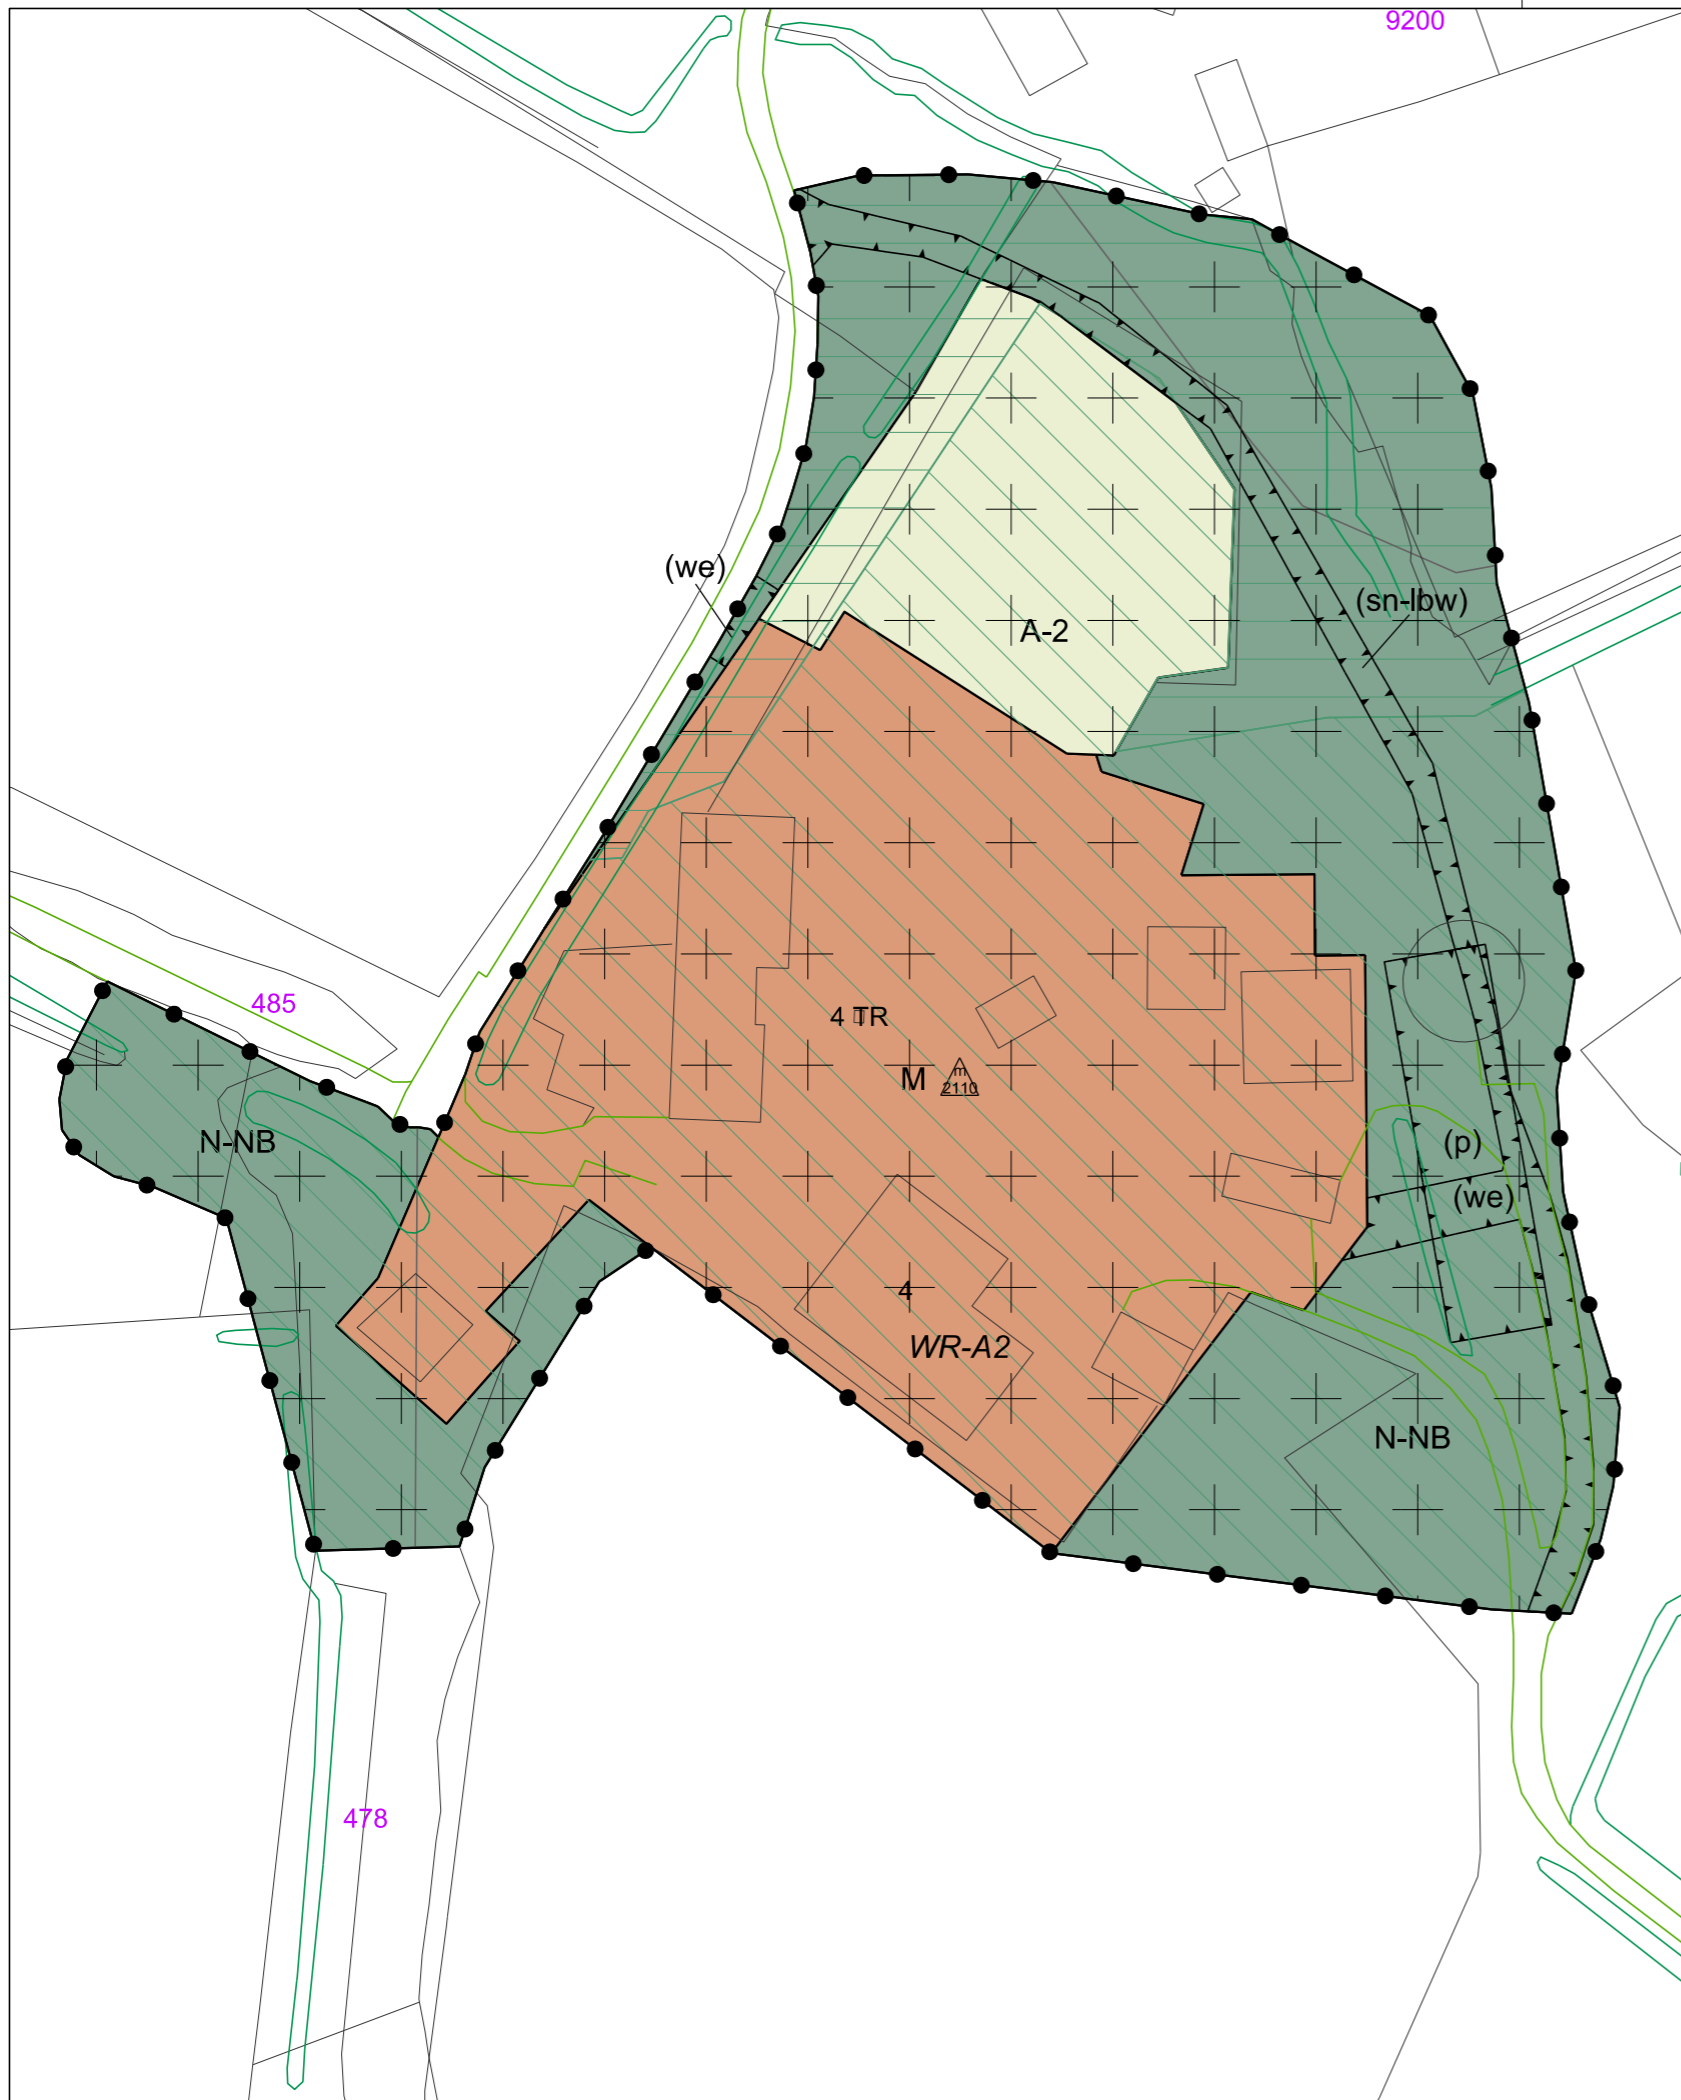 9200
(we)
(sn-lbw)
A-2
485
4 TR
M
m
2110
N-NB
(p)
(we)
4
WR-A2
N-NB
478